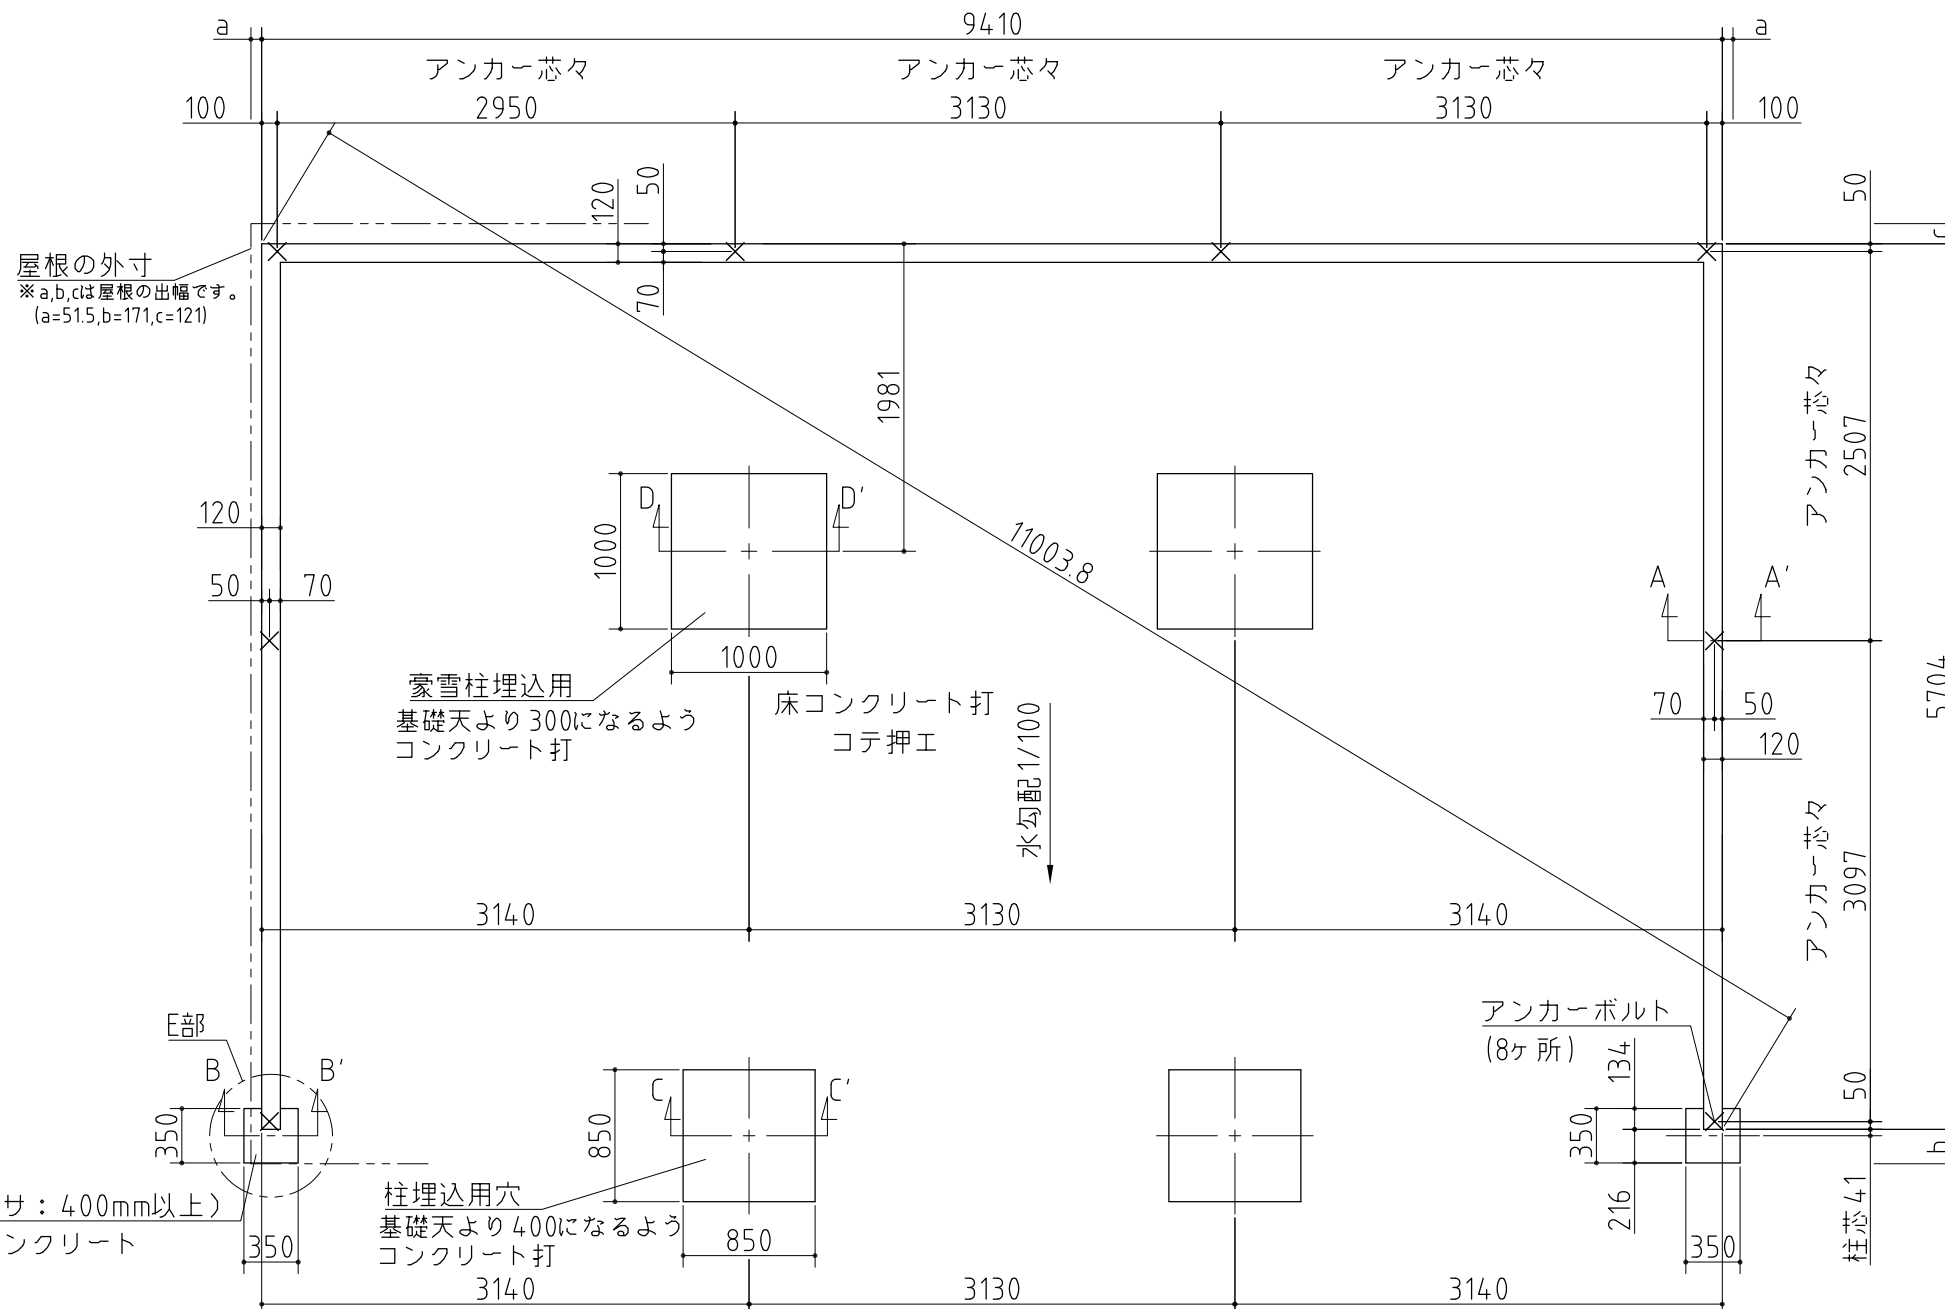 a
9410
a
アンカー芯々
アンカー芯々
アンカー芯々
100
2950
3130
3130
100
120
50
50
c
屋根の外寸
※a,b,cは屋根の出幅です。
(a=51.5,b=171,c=121)
70
1981
アンカー芯々
2507
D
D'
120
1000
11003.8
50
70
A
A'
1000
豪雪柱埋込用
基礎天より300になるよう
コンクリート打
床コンクリート打
コテ押エ
水勾配1/100
70
50
120
5704
3140
3130
3140
アンカー芯々
3097
E部
B
B'
C
C'
アンカーボルト
(8ヶ所)
134
50
350
850
350
b
サ：400mm以上)
ンクリート
350
柱埋込用穴
基礎天より400になるよう
コンクリート打
850
216
350
柱芯41
3140
3130
3140